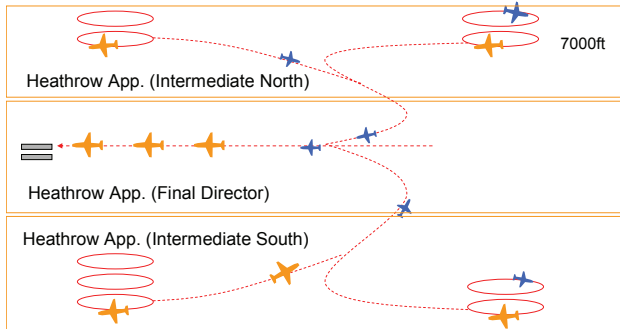 7000ft
Heathrow App. (Intermediate North)
Heathrow App. (Final Director)
Heathrow App. (Intermediate South)